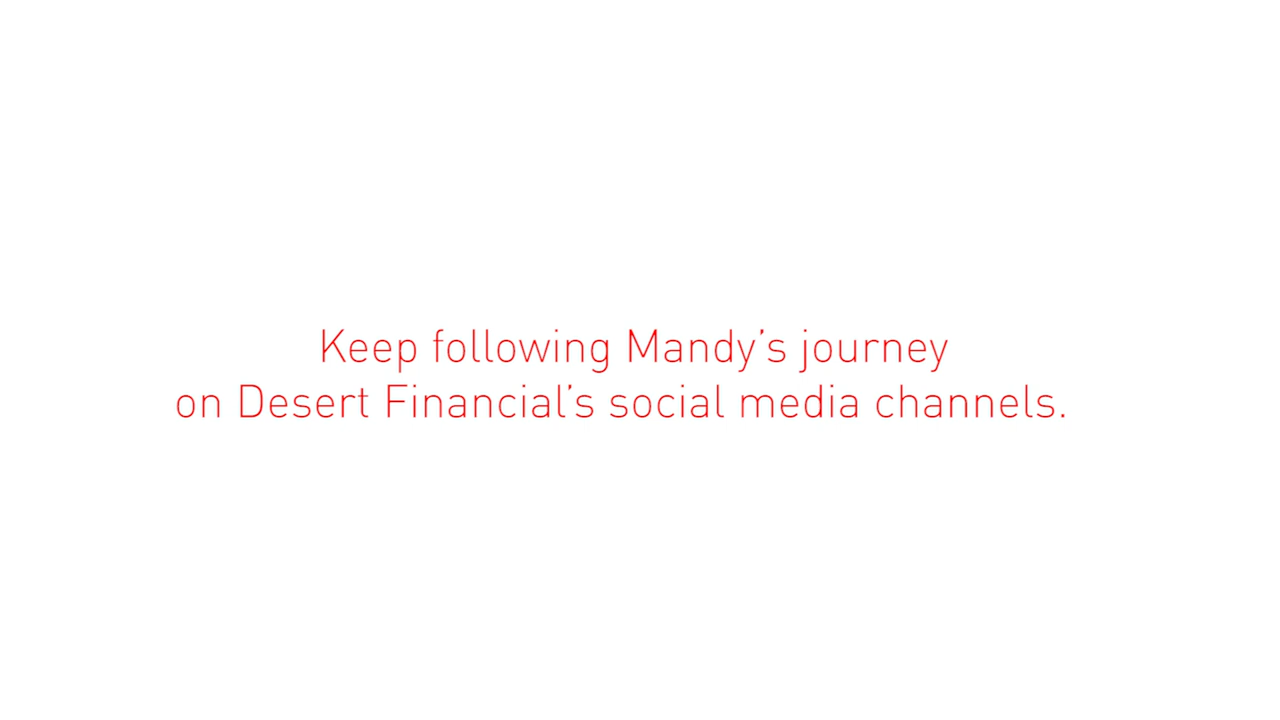 Keep following Mandy’s journey
on Desert Financial’s social media channels.